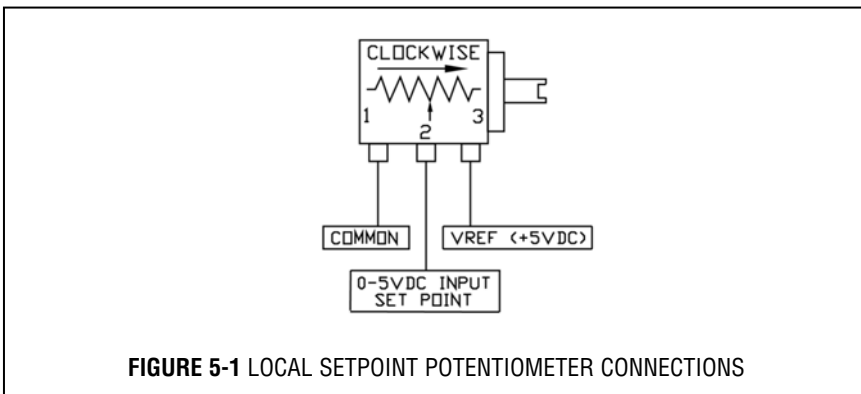 CLOCKWISE
1
2
3
COMMON
VREF (+5VDC)
0-5VDC INPUT
SET POINT
FIGURE 5-1 LOCAL SETPOINT POTENTIOMETER CONNECTIONS